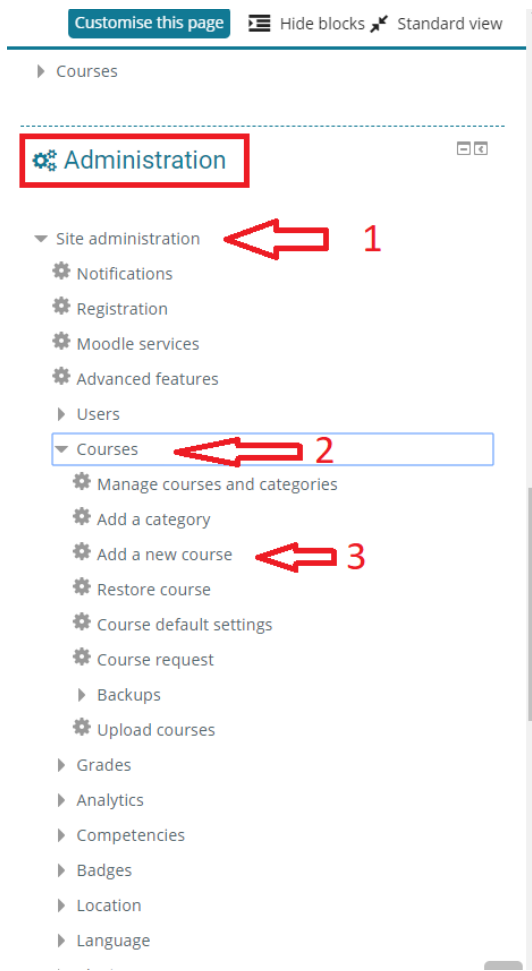 Customise this page Hide blocks Standard view
Courses
Administration
Site administration 1
Notifications
Registration
Moodle services
Advanced features
Users
Courses 2
Manage courses and categories
Add a category
Add a new course 3
Restore course
Course default settings
Course request
Backups
Upload courses
Grades
Analytics
Competencies
Badges
Location
Language